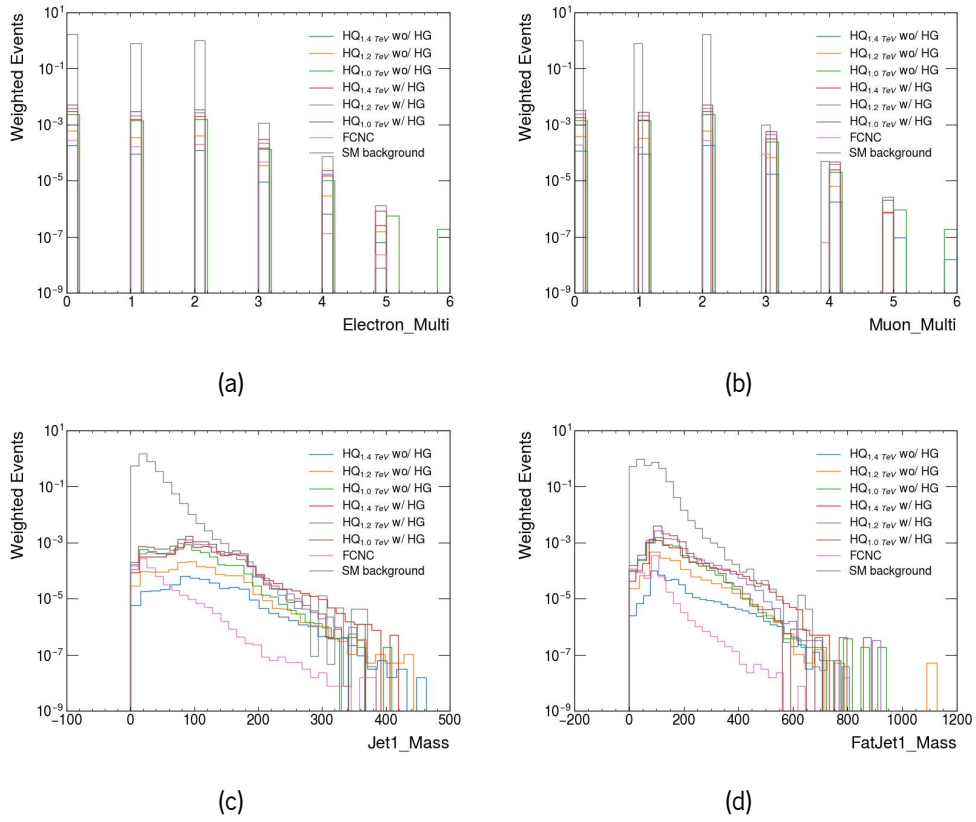 10¹
10⁻¹
10⁻³
10⁻⁵
10⁻⁷
10⁻⁹
Weighted Events
HQ1.4 TeV wo/ HG
HQ1.2 TeV wo/ HG
HQ1.0 TeV wo/ HG
HQ1.4 TeV w/ HG
HQ1.2 TeV w/ HG
HQ1.0 TeV w/ HG
FCNC
SM background
0 1 2 3 4 5 6
Electron_Multi
(a)
10¹
10⁻¹
10⁻³
10⁻⁵
10⁻⁷
10⁻⁹
Weighted Events
HQ1.4 TeV wo/ HG
HQ1.2 TeV wo/ HG
HQ1.0 TeV wo/ HG
HQ1.4 TeV w/ HG
HQ1.2 TeV w/ HG
HQ1.0 TeV w/ HG
FCNC
SM background
0 1 2 3 4 5 6
Muon_Multi
(b)
10¹
10⁻¹
10⁻³
10⁻⁵
10⁻⁷
10⁻⁹
Weighted Events
HQ1.4 TeV wo/ HG
HQ1.2 TeV wo/ HG
HQ1.0 TeV wo/ HG
HQ1.4 TeV w/ HG
HQ1.2 TeV w/ HG
HQ1.0 TeV w/ HG
FCNC
SM background
−100 0 100 200 300 400 500
Jet1_Mass
(c)
10¹
10⁻¹
10⁻³
10⁻⁵
10⁻⁷
10⁻⁹
Weighted Events
HQ1.4 TeV wo/ HG
HQ1.2 TeV wo/ HG
HQ1.0 TeV wo/ HG
HQ1.4 TeV w/ HG
HQ1.2 TeV w/ HG
HQ1.0 TeV w/ HG
FCNC
SM background
−200 0 200 400 600 800 1000 1200
FatJet1_Mass
(d)